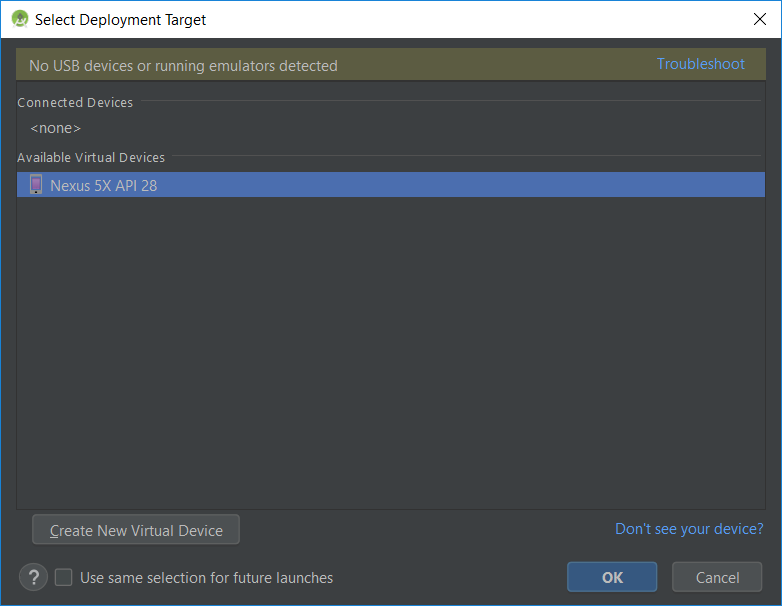 Select Deployment Target
No USB devices or running emulators detected
Troubleshoot
Connected Devices
<none>
Available Virtual Devices
Nexus 5X API 28
Create New Virtual Device
Don't see your device?
?
Use same selection for future launches
OK
Cancel